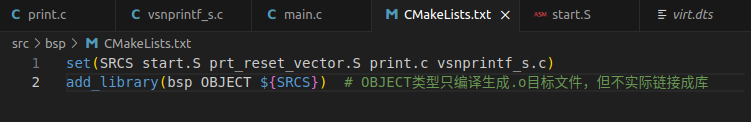 C print.c C vsnprintf_s.c C main.c M CMakeLists.txt × ASM start.S virt.dts
src > bsp > M CMakeLists.txt
1 set(SRCS start.S prt_reset_vector.S print.c vsnprintf_s.c)
2 add_library(bsp OBJECT ${SRCS}) # OBJECT类型只编译生成.o目标文件，但不实际链接成库